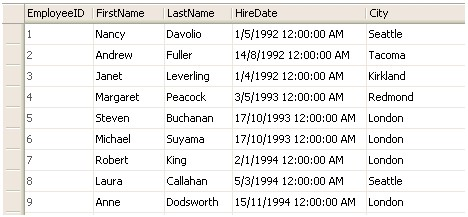 EmployeeID FirstName LastName HireDate City
1 Nancy Davolio 1/5/1992 12:00:00 AM Seattle
2 Andrew Fuller 14/8/1992 12:00:00 AM Tacoma
3 Janet Leverling 1/4/1992 12:00:00 AM Kirkland
4 Margaret Peacock 3/5/1993 12:00:00 AM Redmond
5 Steven Buchanan 17/10/1993 12:00:00 AM London
6 Michael Suyama 17/10/1993 12:00:00 AM London
7 Robert King 2/1/1994 12:00:00 AM London
8 Laura Callahan 5/3/1994 12:00:00 AM Seattle
9 Anne Dodsworth 15/11/1994 12:00:00 AM London